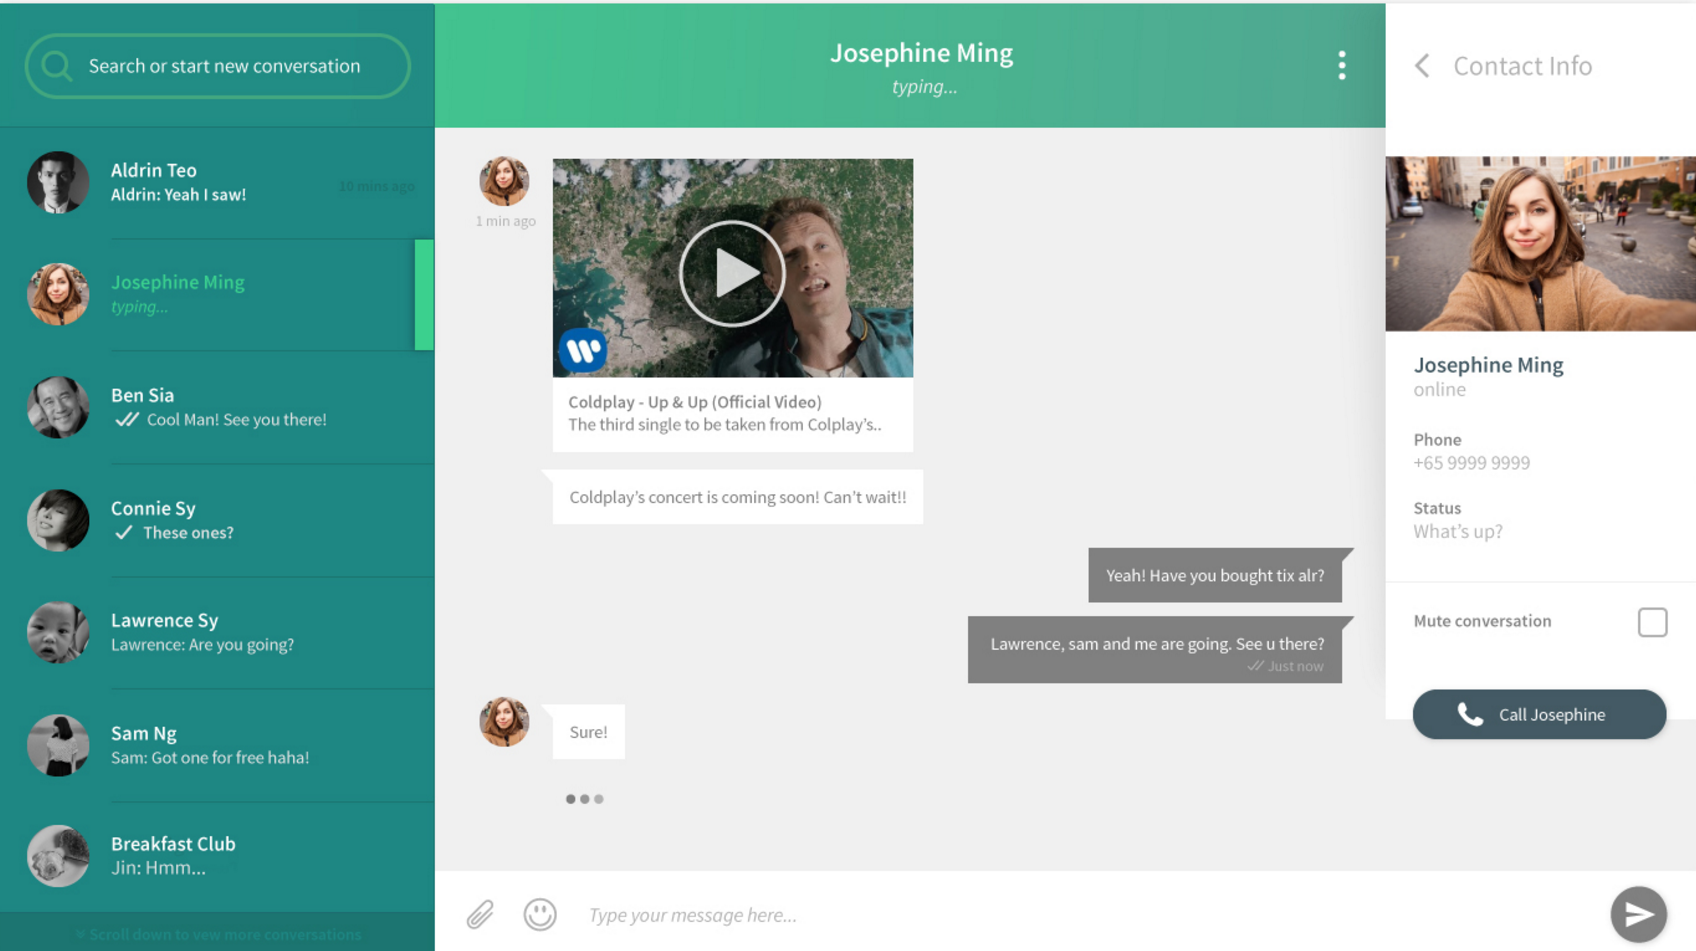 Search or start new conversation
Aldrin Teo
Aldrin: Yeah I saw!
10 mins ago
Josephine Ming
typing...
Ben Sia
Cool Man! See you there!
Connie Sy
These ones?
Lawrence Sy
Lawrence: Are you going?
Sam Ng
Sam: Got one for free haha!
Breakfast Club
Jin: Hmm...
Scroll down to vew more conversations
Josephine Ming
typing...
1 min ago
Coldplay - Up & Up (Official Video)
The third single to be taken from Colplay's..
Coldplay's concert is coming soon! Can't wait!!
Yeah! Have you bought tix alr?
Lawrence, sam and me are going. See u there?
Just now
Sure!
Type your message here...
Contact Info
Josephine Ming
online
Phone
+65 9999 9999
Status
What's up?
Mute conversation
Call Josephine